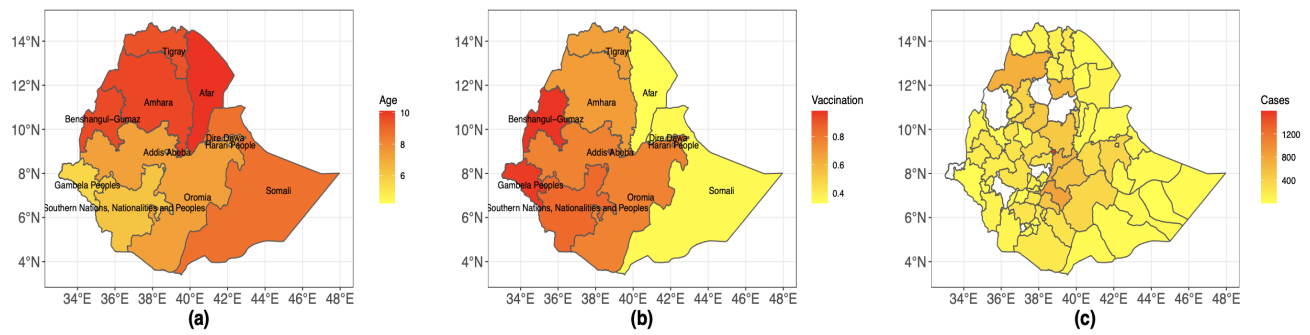 14°N
12°N
10°N
8°N
6°N
4°N
34°E 36°E 38°E 40°E 42°E 44°E 46°E 48°E
Tigray
Afar
Amhara
Benshangul-Gumaz
Dire Dawa
Harari People
Addis Ababa
Gambela Peoples
Somali
Oromia
Southern Nations, Nationalities and Peoples
Age
10
8
6
(a)
14°N
12°N
10°N
8°N
6°N
4°N
34°E 36°E 38°E 40°E 42°E 44°E 46°E 48°E
Tigray
Afar
Amhara
Benshangul-Gumaz
Dire Dawa
Harari People
Addis Ababa
Gambela Peoples
Somali
Oromia
Southern Nations, Nationalities and Peoples
Vaccination
0.8
0.6
0.4
(b)
14°N
12°N
10°N
8°N
6°N
4°N
34°E 36°E 38°E 40°E 42°E 44°E 46°E 48°E
Cases
1200
800
400
(c)